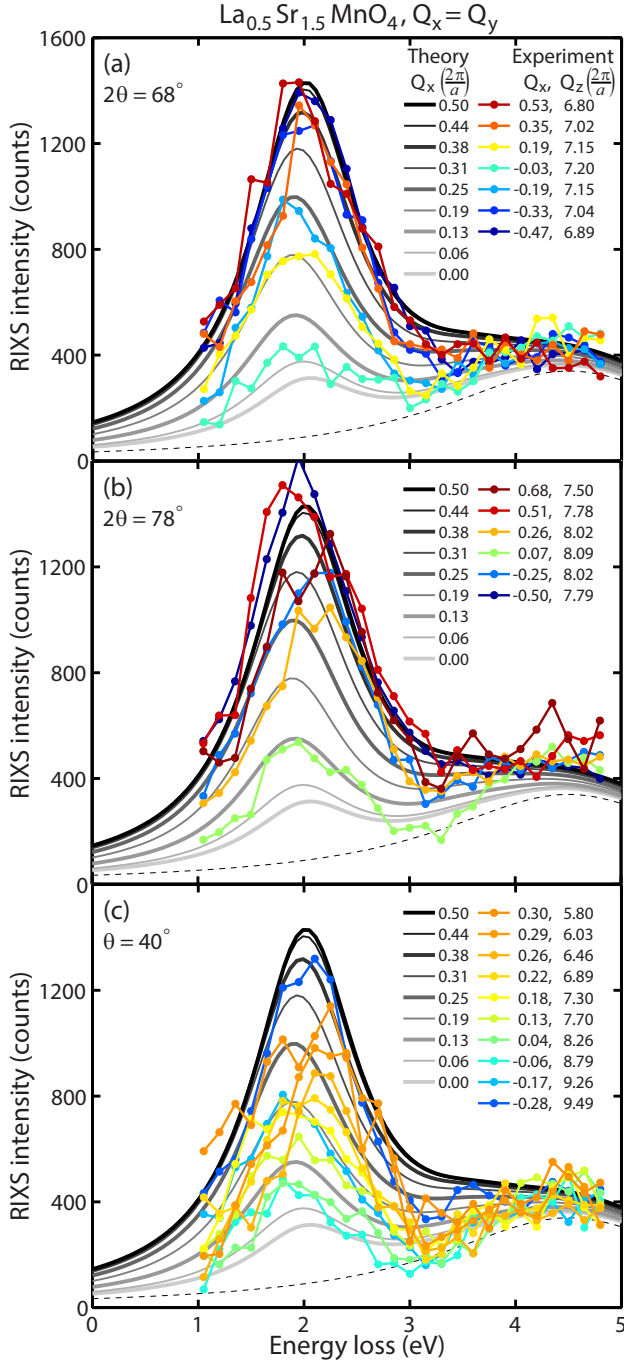 La0.5Sr1.5MnO4, Qx = Qy
(a)
2θ = 68°
Theory Experiment
Qx (2π/a) Qx, Qz (2π/a)
0.50 0.53, 6.80
0.44 0.35, 7.02
0.38 0.19, 7.15
0.31 -0.03, 7.20
0.25 -0.19, 7.15
0.19 -0.33, 7.04
0.13 -0.47, 6.89
0.06
0.00
1600
1200
800
400
0
RIXS intensity (counts)
(b)
2θ = 78°
0.50 0.68, 7.50
0.44 0.51, 7.78
0.38 0.26, 8.02
0.31 0.07, 8.09
0.25 -0.25, 8.02
0.19 -0.50, 7.79
0.13
0.06
0.00
1200
800
400
0
RIXS intensity (counts)
(c)
θ = 40°
0.50 0.30, 5.80
0.44 0.29, 6.03
0.38 0.26, 6.46
0.31 0.22, 6.89
0.25 0.18, 7.30
0.19 0.13, 7.70
0.13 0.04, 8.26
0.06 -0.06, 8.79
0.00 -0.17, 9.26
-0.28, 9.49
1200
800
400
0
RIXS intensity (counts)
0 1 2 3 4 5
Energy loss (eV)